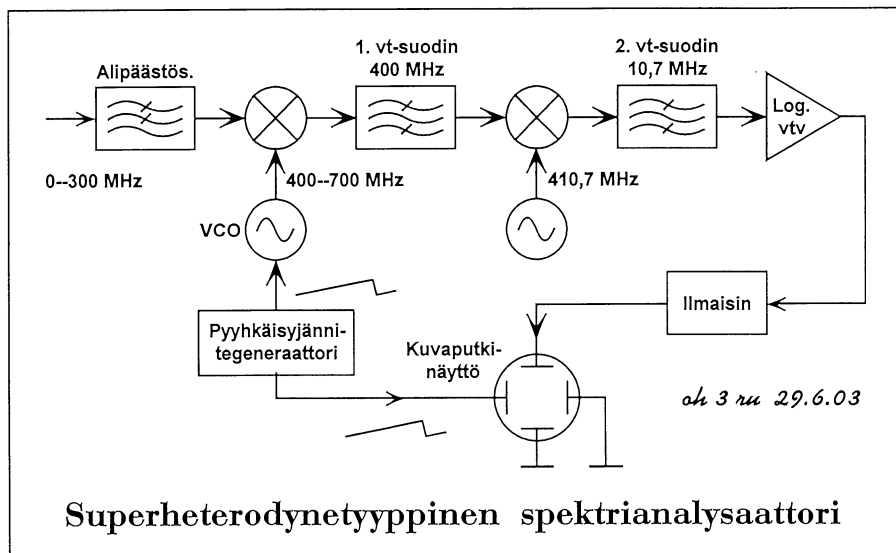 Alipäästös.
0--300 MHz
1. vt-suodin
400 MHz
2. vt-suodin
10,7 MHz
Log.
vtv
400--700 MHz
410,7 MHz
VCO
Pyyhkäisyjänni-
tegeneraattori
Kuvaputki-
näyttö
Ilmaisin
oh 3 ru 29.6.03
Superheterodynetyyppinen spektrianalysaattori